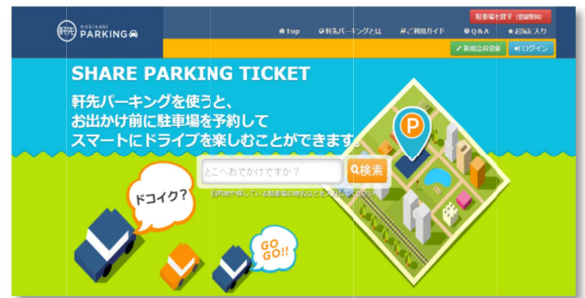 駐車場を貸す（登録無料）
軒先 nokisaki PARKING
Top 軒先パーキングとは ご利用ガイド Q&A お気に入り
新規会員登録 ログイン
SHARE PARKING TICKET
軒先パーキングを使うと、
お出かけ前に駐車場を予約して
スマートにドライブを楽しむことができます。
どこへおでかけですか？ 検索
P
ドコイク?
GO
GO!!